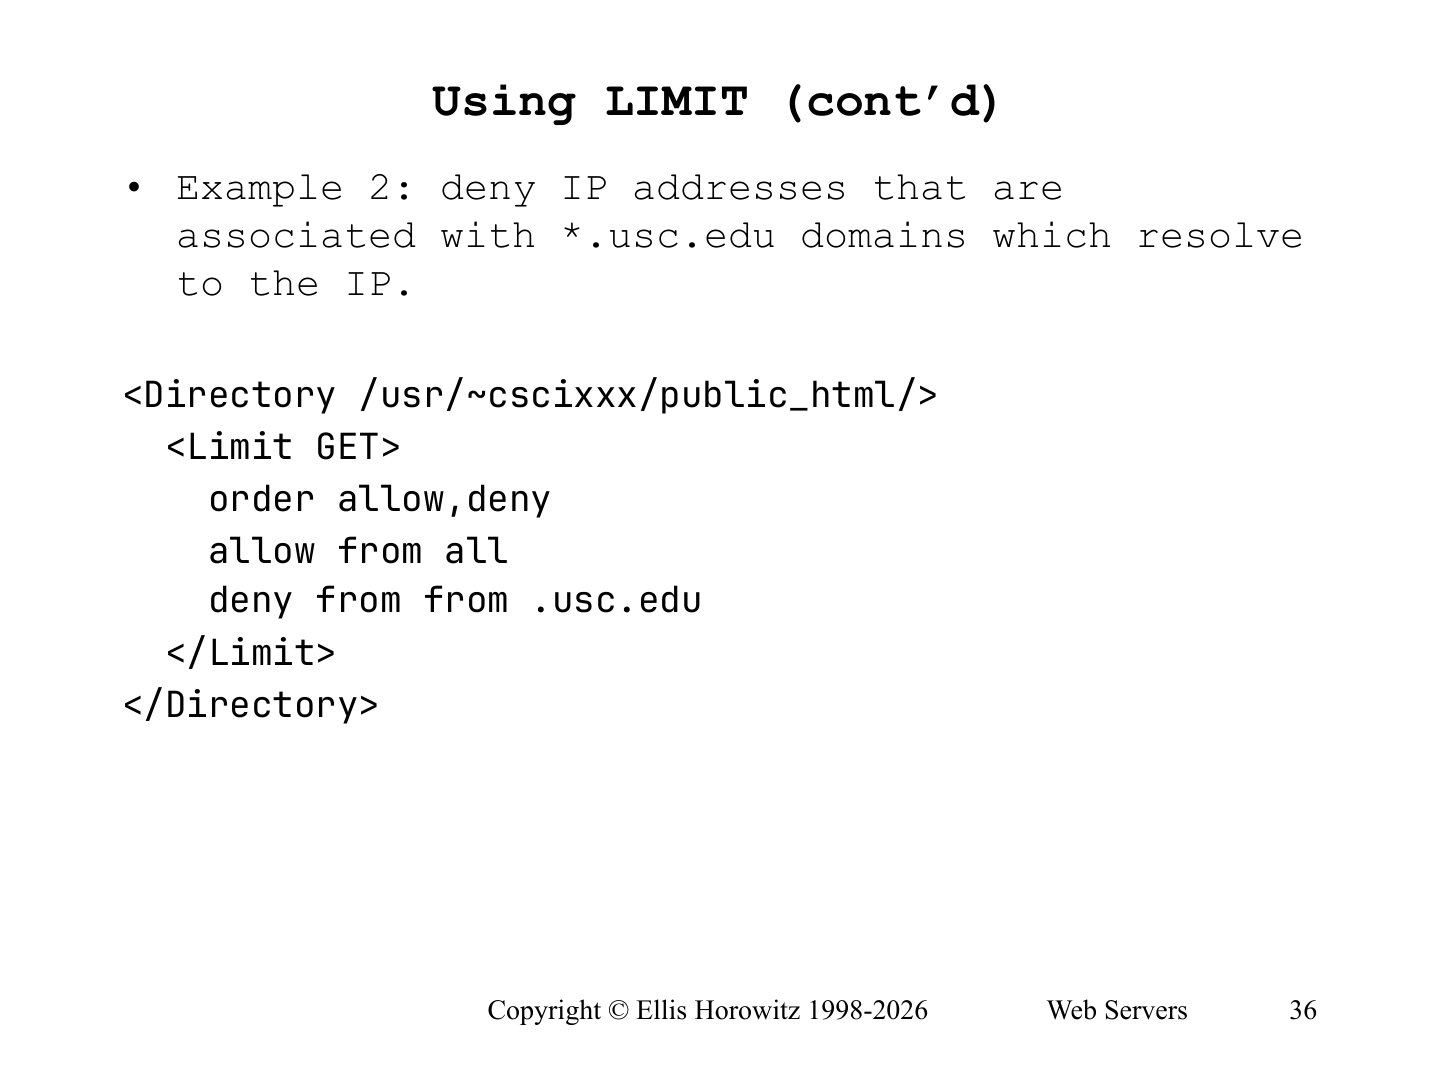 Using LIMIT (cont’d)
• Example 2: deny IP addresses that are
associated with *.usc.edu domains which resolve
to the IP.
<Directory /usr/~cscixxx/public_html/>
<Limit GET>
order allow,deny
allow from all
deny from from .usc.edu
</Limit>
</Directory>
Copyright © Ellis Horowitz 1998-2026 Web Servers 36